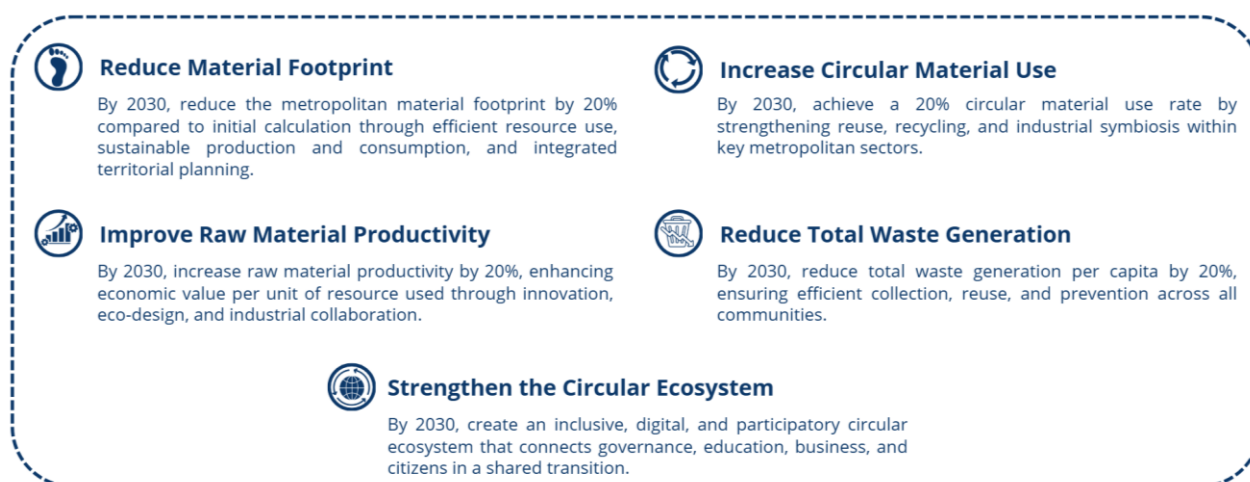 Reduce Material Footprint
By 2030, reduce the metropolitan material footprint by 20%
compared to initial calculation through efficient resource use,
sustainable production and consumption, and integrated
territorial planning.
Increase Circular Material Use
By 2030, achieve a 20% circular material use rate by
strengthening reuse, recycling, and industrial symbiosis within
key metropolitan sectors.
Improve Raw Material Productivity
By 2030, increase raw material productivity by 20%, enhancing
economic value per unit of resource used through innovation,
eco-design, and industrial collaboration.
Reduce Total Waste Generation
By 2030, reduce total waste generation per capita by 20%,
ensuring efficient collection, reuse, and prevention across all
communities.
Strengthen the Circular Ecosystem
By 2030, create an inclusive, digital, and participatory circular
ecosystem that connects governance, education, business, and
citizens in a shared transition.